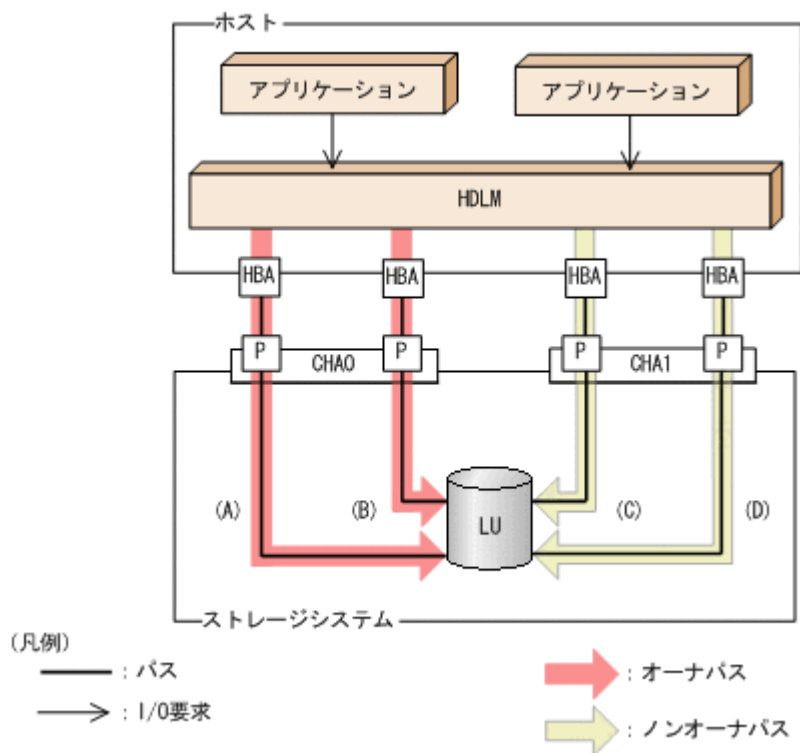 ホスト
アプリケーション
アプリケーション
HDLM
HBA
HBA
HBA
HBA
P
P
P
P
CHA0
CHA1
(A)
(B)
(C)
(D)
LU
ストレージシステム
(凡例)
：パス
：I/O要求
：オーナパス
：ノンオーナパス